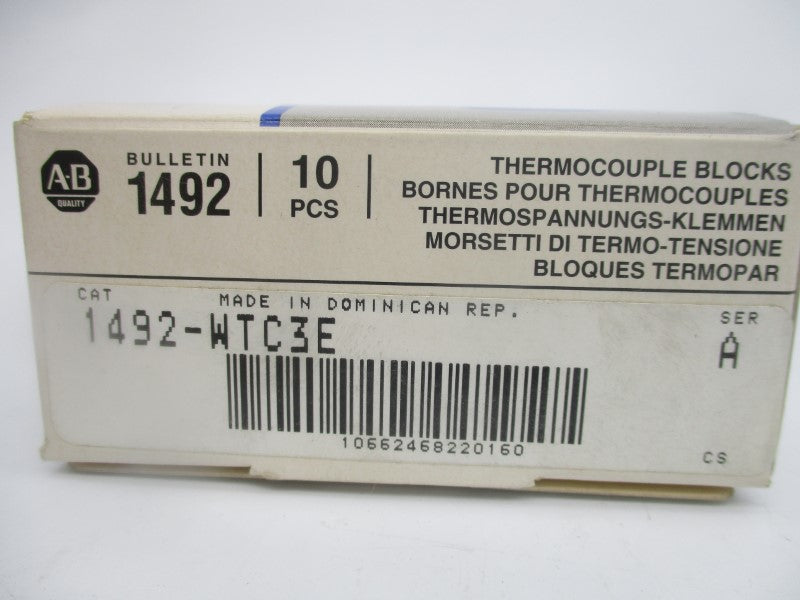 A-B
QUALITY
BULLETIN
1492
10
PCS
THERMOCOUPLE BLOCKS
BORNES POUR THERMOCOUPLES
THERMOSPANNUNGS-KLEMMEN
MORSETTI DI TERMO-TENSIONE
BLOQUES TERMOPAR
CAT
MADE IN DOMINICAN REP.
SER
1492-WTC3E
A
10662468220160
CS